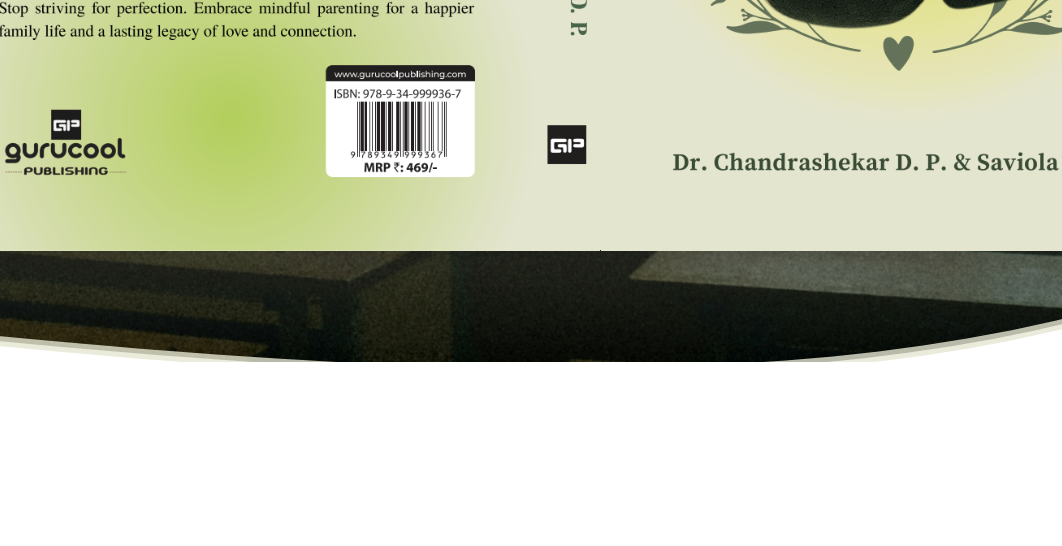 Stop striving for perfection. Embrace mindful parenting for a happier
family life and a lasting legacy of love and connection.
www.gurucoolpublishing.com
ISBN: 978-9-34-999936-7
9 789349 999367
MRP ₹: 469/-
GP
gurucool
PUBLISHING
D. P.
GP
Dr. Chandrashekar D. P. & Saviola